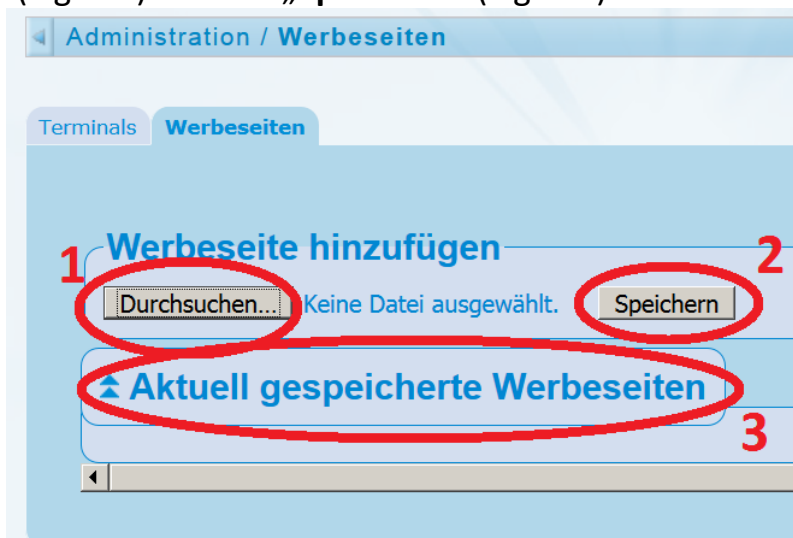 Administration / Werbeseiten
Terminals Werbeseiten
Werbeseite hinzufügen
1
2
Durchsuchen... Keine Datei ausgewählt. Speichern
Aktuell gespeicherte Werbeseiten
3